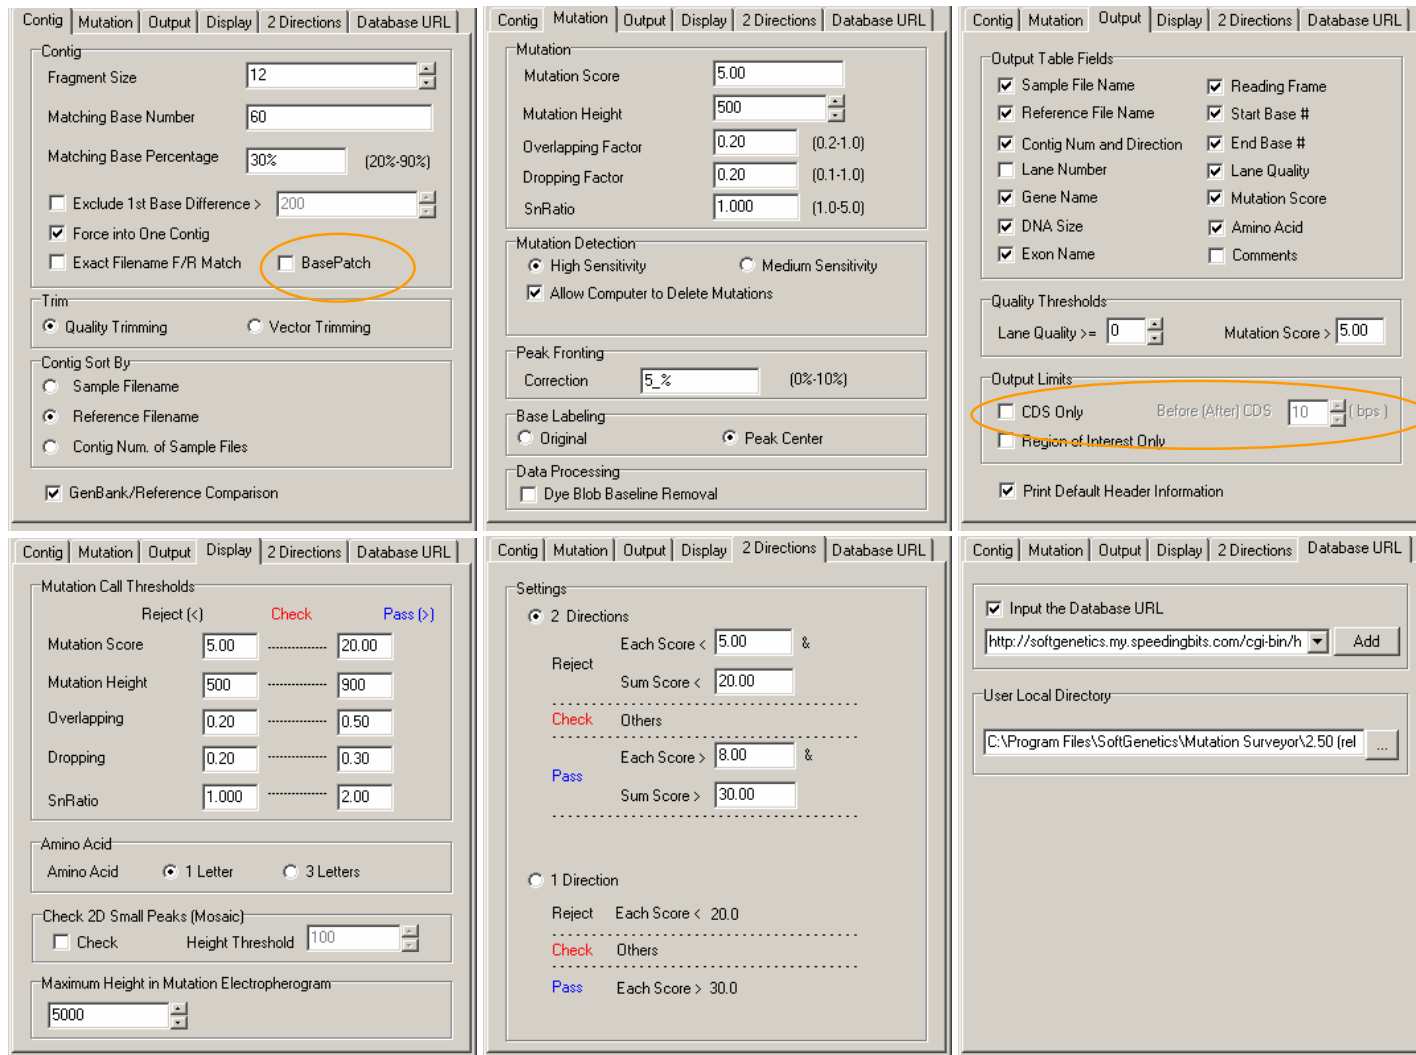 Contig Mutation Output Display 2 Directions Database URL
Contig
Fragment Size 12
Matching Base Number 60
Matching Base Percentage 30% (20%-90%)
Exclude 1st Base Difference > 200
Force into One Contig
Exact Filename F/R Match BasePatch
Trim
Quality Trimming Vector Trimming
Contig Sort By
Sample Filename
Reference Filename
Contig Num. of Sample Files
GenBank/Reference Comparison
Contig Mutation Output Display 2 Directions Database URL
Mutation
Mutation Score 5.00
Mutation Height 500
Overlapping Factor 0.20 (0.2-1.0)
Dropping Factor 0.20 (0.1-1.0)
SnRatio 1.000 (1.0-5.0)
Mutation Detection
High Sensitivity Medium Sensitivity
Allow Computer to Delete Mutations
Peak Fronting
Correction 5_% (0%-10%)
Base Labeling
Original Peak Center
Data Processing
Dye Blob Baseline Removal
Contig Mutation Output Display 2 Directions Database URL
Output Table Fields
Sample File Name Reading Frame
Reference File Name Start Base #
Contig Num and Direction End Base #
Lane Number Lane Quality
Gene Name Mutation Score
DNA Size Amino Acid
Exon Name Comments
Quality Thresholds
Lane Quality >= 0 Mutation Score > 5.00
Output Limits
CDS Only Before (After) CDS 10 ( bps )
Region of Interest Only
Print Default Header Information
Contig Mutation Output Display 2 Directions Database URL
Mutation Call Thresholds
Reject (<) Check Pass (>)
Mutation Score 5.00 -------------- 20.00
Mutation Height 500 -------------- 900
Overlapping 0.20 -------------- 0.50
Dropping 0.20 -------------- 0.30
SnRatio 1.000 -------------- 2.00
Amino Acid
Amino Acid 1 Letter 3 Letters
Check 2D Small Peaks (Mosaic)
Check Height Threshold 100
Maximum Height in Mutation Electropherogram
5000
Contig Mutation Output Display 2 Directions Database URL
Settings
2 Directions
Each Score < 5.00 &
Reject
Sum Score < 20.00
Check Others
Each Score > 8.00 &
Pass
Sum Score > 30.00
1 Direction
Reject Each Score < 20.0
Check Others
Pass Each Score > 30.0
Contig Mutation Output Display 2 Directions Database URL
Input the Database URL
http://softgenetics.my.speedingbits.com/cgi-bin/h Add
User Local Directory
C:\Program Files\SoftGenetics\Mutation Surveyor\2.50 (rel ...